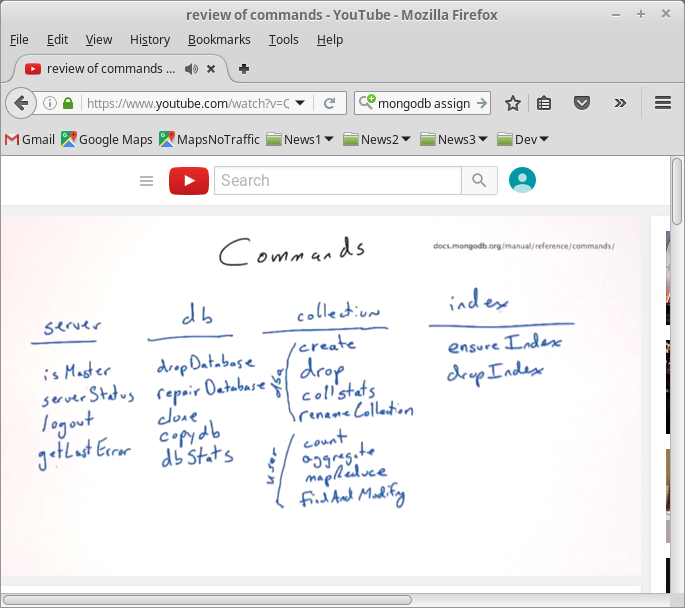 review of commands - YouTube - Mozilla Firefox
File Edit View History Bookmarks Tools Help
review of commands ...
https://www.youtube.com/watch?v=C
mongodb assign
Gmail Google Maps MapsNoTraffic News1 News2 News3 Dev
Search
Commands
docs.mongodb.org/manual/reference/commands/
server
isMaster
serverStatus
logout
getLastError
db
dropDatabase
repairDatabase
clone
copydb
dbStats
collection
create
drop
collstats
renameCollection
count
aggregate
mapReduce
findAndModify
index
ensureIndex
dropIndex